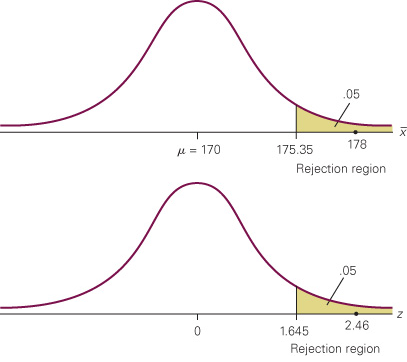 .05
x̅
μ = 170
175.35
178
Rejection region
.05
z
0
1.645
2.46
Rejection region